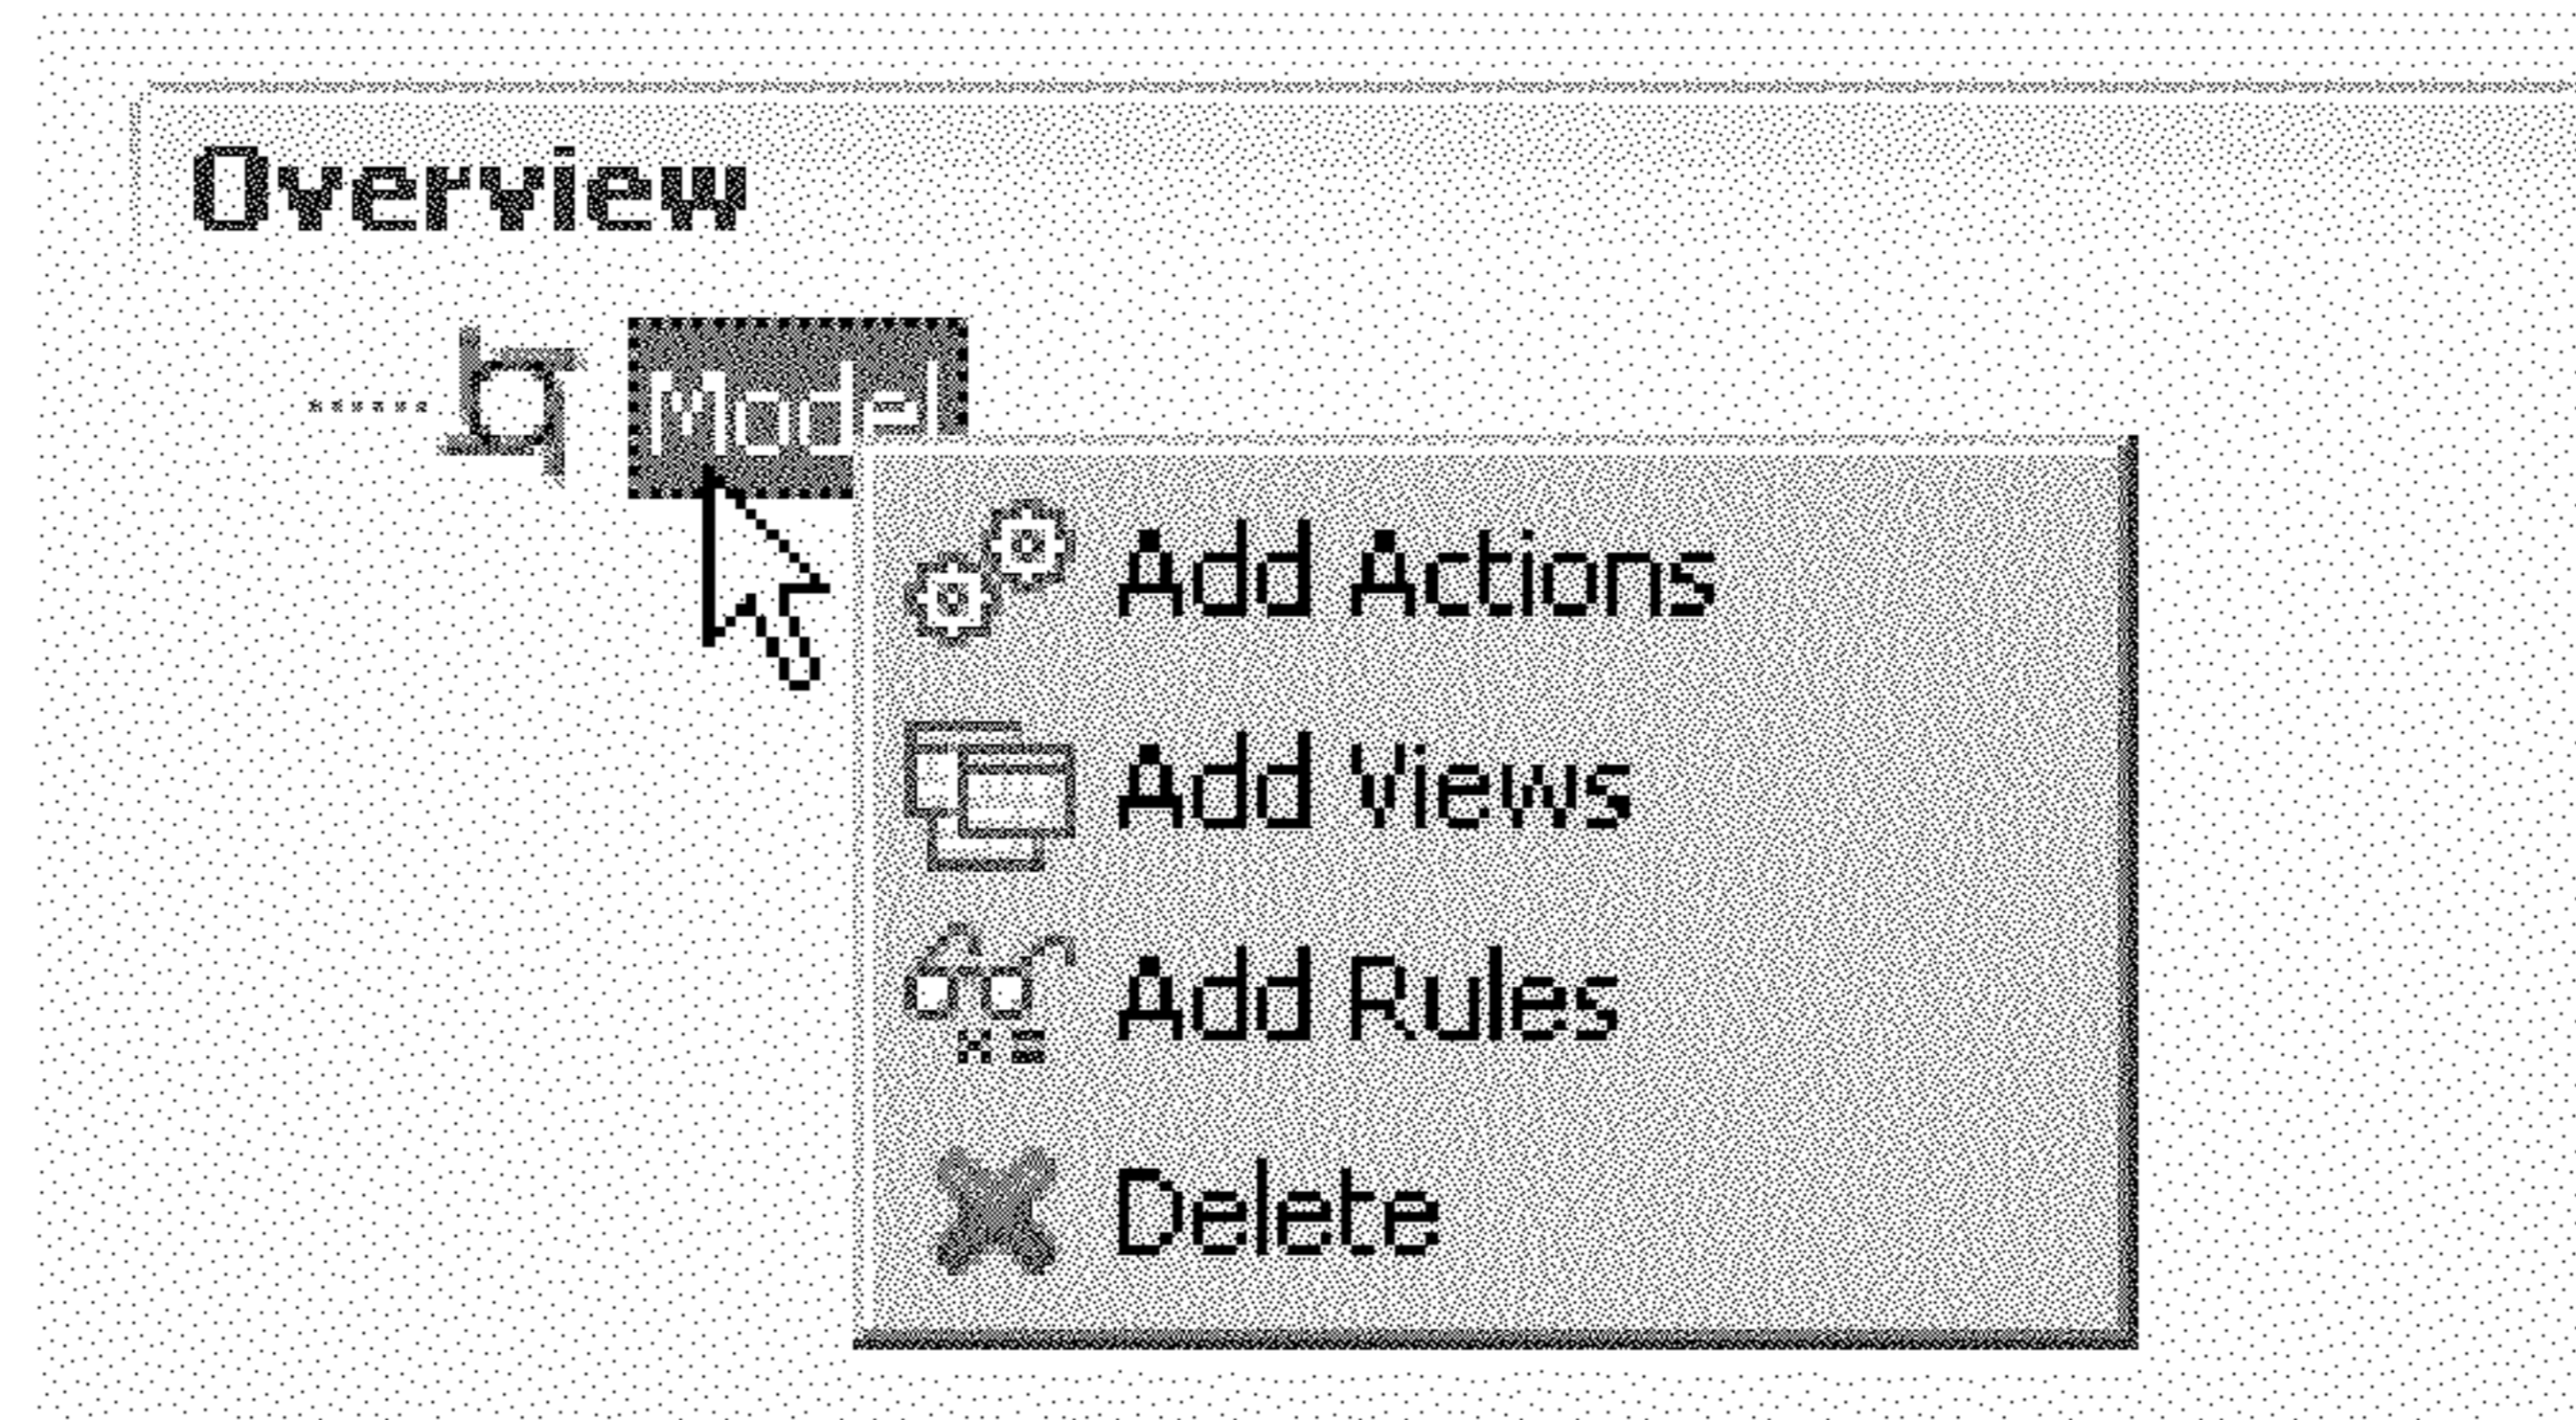 Overview
Model
Add Actions
Add Views
Add Rules
Delete